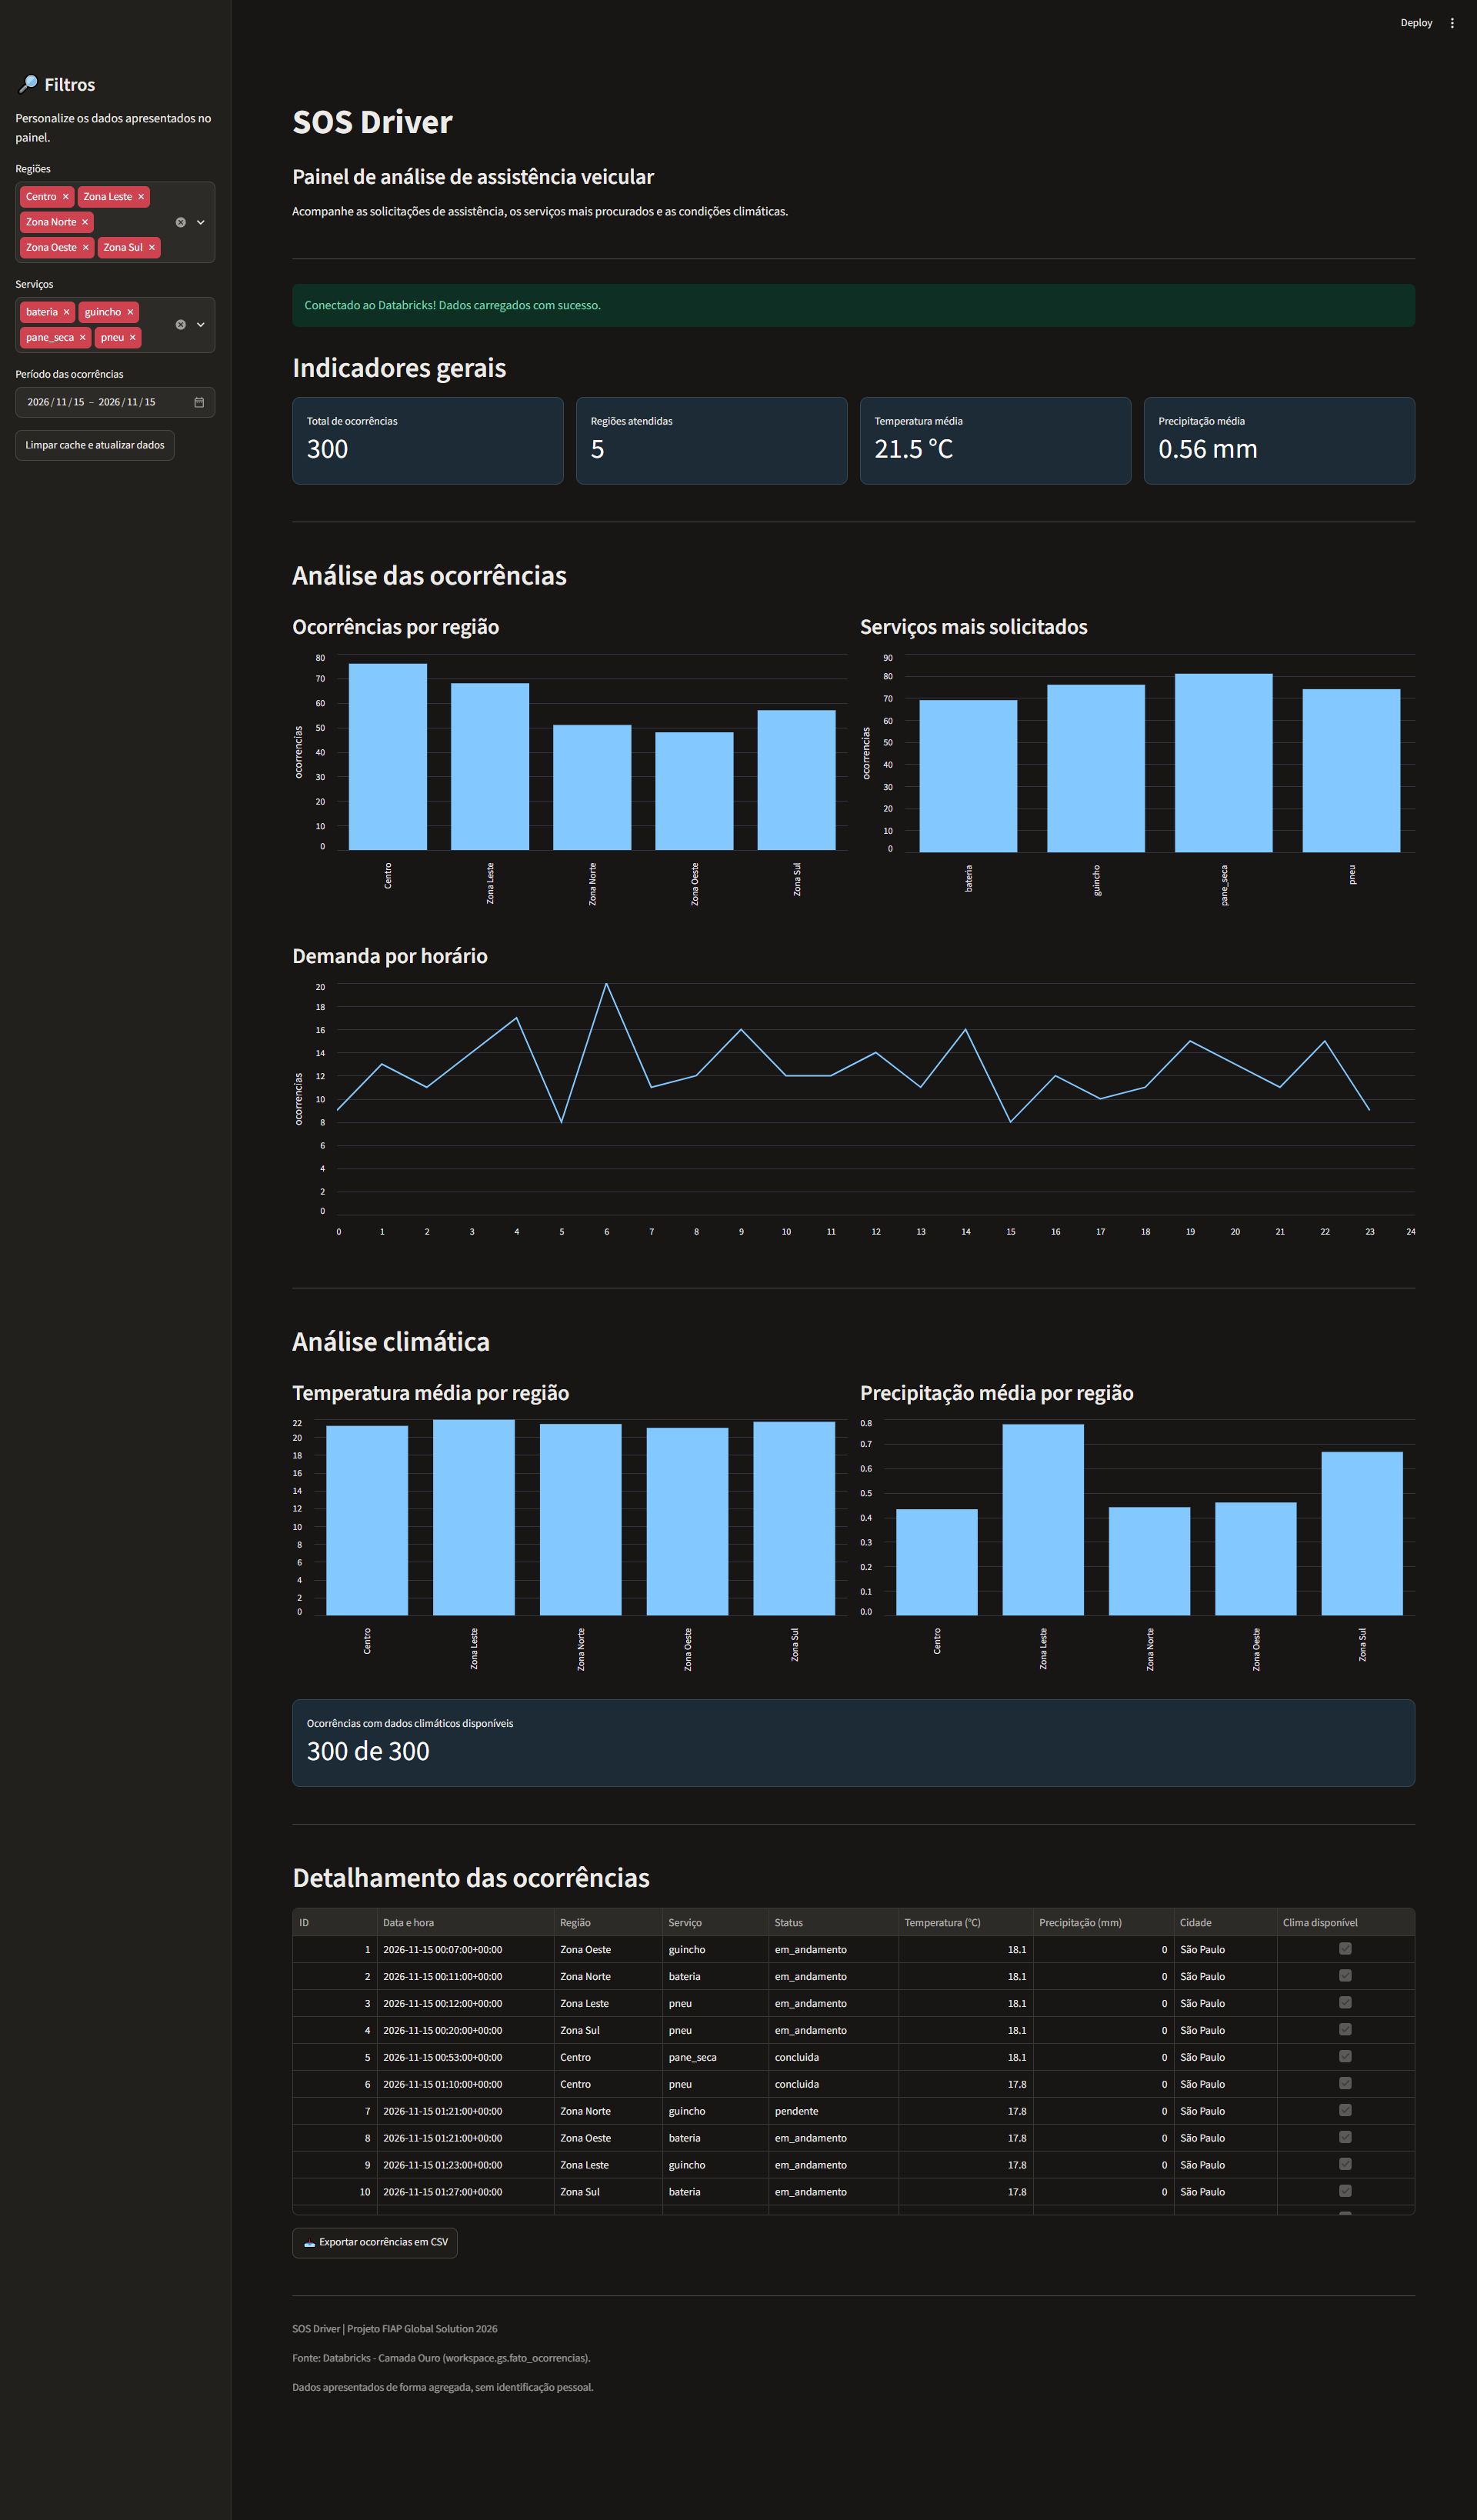 Deploy
Filtros
Personalize os dados apresentados no
painel.
Regiões
Centro × Zona Leste ×
Zona Norte ×
Zona Oeste × Zona Sul ×
Serviços
bateria × guincho ×
pane_seca × pneu ×
Período das ocorrências
2026 / 11 / 15 – 2026 / 11 / 15
Limpar cache e atualizar dados
SOS Driver
Painel de análise de assistência veicular
Acompanhe as solicitações de assistência, os serviços mais procurados e as condições climáticas.
Conectado ao Databricks! Dados carregados com sucesso.
Indicadores gerais
Total de ocorrências
300
Regiões atendidas
5
Temperatura média
21.5 °C
Precipitação média
0.56 mm
Análise das ocorrências
Ocorrências por região
80
70
60
50
40
30
20
10
0
ocorrencias
Centro
Zona Leste
Zona Norte
Zona Oeste
Zona Sul
Serviços mais solicitados
90
80
70
60
50
40
30
20
10
0
ocorrencias
bateria
guincho
pane_seca
pneu
Demanda por horário
20
18
16
14
12
10
8
6
4
2
0
ocorrencias
0 1 2 3 4 5 6 7 8 9 10 11 12 13 14 15 16 17 18 19 20 21 22 23 24
Análise climática
Temperatura média por região
22
20
18
16
14
12
10
8
6
4
2
0
Centro
Zona Leste
Zona Norte
Zona Oeste
Zona Sul
Precipitação média por região
0.8
0.7
0.6
0.5
0.4
0.3
0.2
0.1
0.0
Centro
Zona Leste
Zona Norte
Zona Oeste
Zona Sul
Ocorrências com dados climáticos disponíveis
300 de 300
Detalhamento das ocorrências
ID Data e hora Região Serviço Status Temperatura (°C) Precipitação (mm) Cidade Clima disponível
1 2026-11-15 00:07:00+00:00 Zona Oeste guincho em_andamento 18.1 0 São Paulo
2 2026-11-15 00:11:00+00:00 Zona Norte bateria em_andamento 18.1 0 São Paulo
3 2026-11-15 00:12:00+00:00 Zona Leste pneu em_andamento 18.1 0 São Paulo
4 2026-11-15 00:20:00+00:00 Zona Sul pneu em_andamento 18.1 0 São Paulo
5 2026-11-15 00:53:00+00:00 Centro pane_seca concluida 18.1 0 São Paulo
6 2026-11-15 01:10:00+00:00 Centro pneu concluida 17.8 0 São Paulo
7 2026-11-15 01:21:00+00:00 Zona Norte guincho pendente 17.8 0 São Paulo
8 2026-11-15 01:21:00+00:00 Zona Oeste bateria em_andamento 17.8 0 São Paulo
9 2026-11-15 01:23:00+00:00 Zona Leste guincho em_andamento 17.8 0 São Paulo
10 2026-11-15 01:27:00+00:00 Zona Sul bateria em_andamento 17.8 0 São Paulo
Exportar ocorrências em CSV
SOS Driver | Projeto FIAP Global Solution 2026
Fonte: Databricks - Camada Ouro (workspace.gs.fato_ocorrencias).
Dados apresentados de forma agregada, sem identificação pessoal.